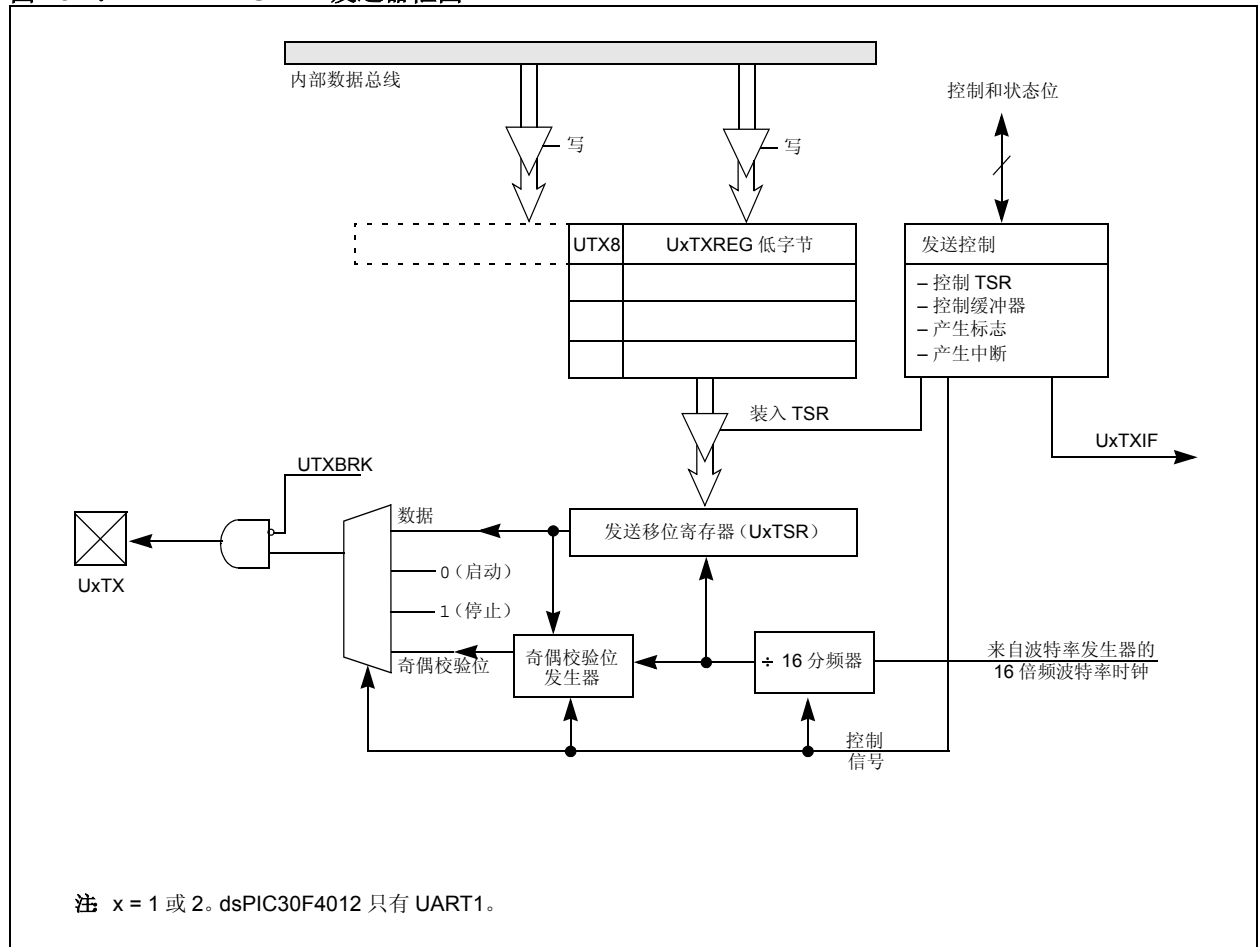 内部数据总线
控制和状态位
写
写
UTX8
UxTXREG 低字节
发送控制
– 控制 TSR
– 控制缓冲器
– 产生标志
– 产生中断
装入 TSR
UxTXIF
UTXBRK
数据
发送移位寄存器（UxTSR）
UxTX
0（启动）
1（停止）
奇偶校验位
奇偶校验位
发生器
÷ 16 分频器
来自波特率发生器的
16 倍频波特率时钟
控制
信号
注: x = 1 或 2。dsPIC30F4012 只有 UART1。